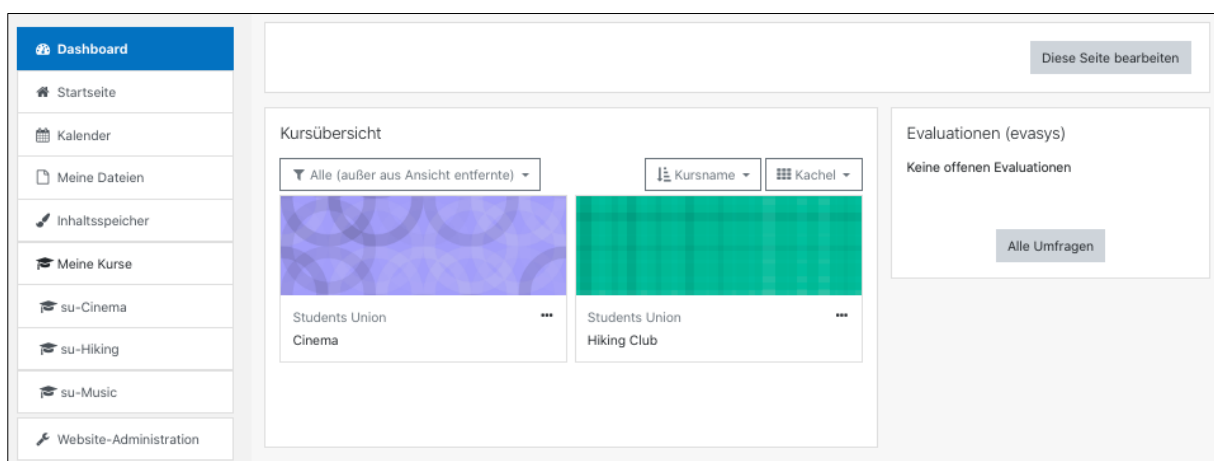 Dashboard
Startseite
Kalender
Meine Dateien
Inhaltsspeicher
Meine Kurse
su-Cinema
su-Hiking
su-Music
Website-Administration
Diese Seite bearbeiten
Kursübersicht
Alle (außer aus Ansicht entfernte)
Kursname
Kachel
Students Union
Cinema
Students Union
Hiking Club
Evaluationen (evasys)
Keine offenen Evaluationen
Alle Umfragen